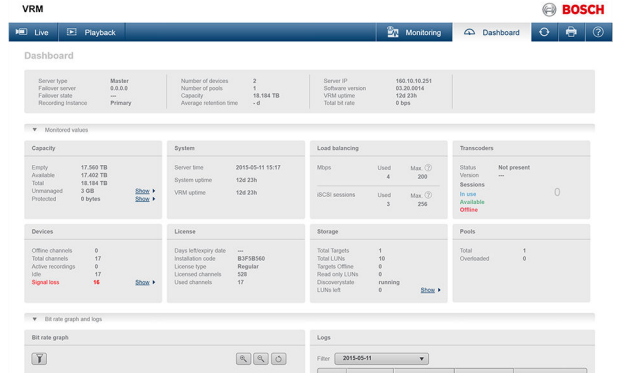 VRM
BOSCH
Live
Playback
Monitoring
Dashboard
Dashboard
Server type Master
Failover server 0.0.0.0
Failover state ---
Recording Instance Primary
Number of devices 2
Number of pools 1
Capacity 18.184 TB
Average retention time - d
Server IP 160.10.10.251
Software version 03.20.0014
VRM uptime 12d 23h
Total bit rate 0 bps
Monitored values
Capacity
Empty 17.560 TB
Available 17.402 TB
Total 18.184 TB
Unmanaged 3 GB Show
Protected 0 bytes Show
System
Server time 2015-05-11 15:17
System uptime 12d 23h
VRM uptime 12d 23h
Load balancing
Mbps Used Max.
4 200
iSCSI sessions Used Max.
3 256
Transcoders
Status Not present
Version ---
Sessions
In use
Available
Offline
0
Devices
Offline channels 0
Total channels 17
Active recordings 0
Idle 17
Signal loss 16 Show
License
Days left/expiry date ---
Installation code B3F5B560
License type Regular
Licensed channels 528
Used channels 17
Storage
Total Targets 1
Total LUNs 10
Targets Offline 0
Read only LUNs 0
Discoverystate running
LUNs left 0 Show
Pools
Total 1
Overloaded 0
Bit rate graph and logs
Bit rate graph
Logs
Filter 2015-05-11